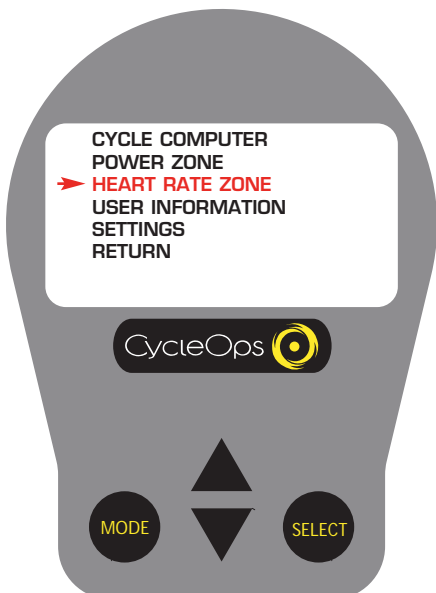 CYCLE COMPUTER
POWER ZONE
HEART RATE ZONE
USER INFORMATION
SETTINGS
RETURN
CycleOps
MODE
SELECT